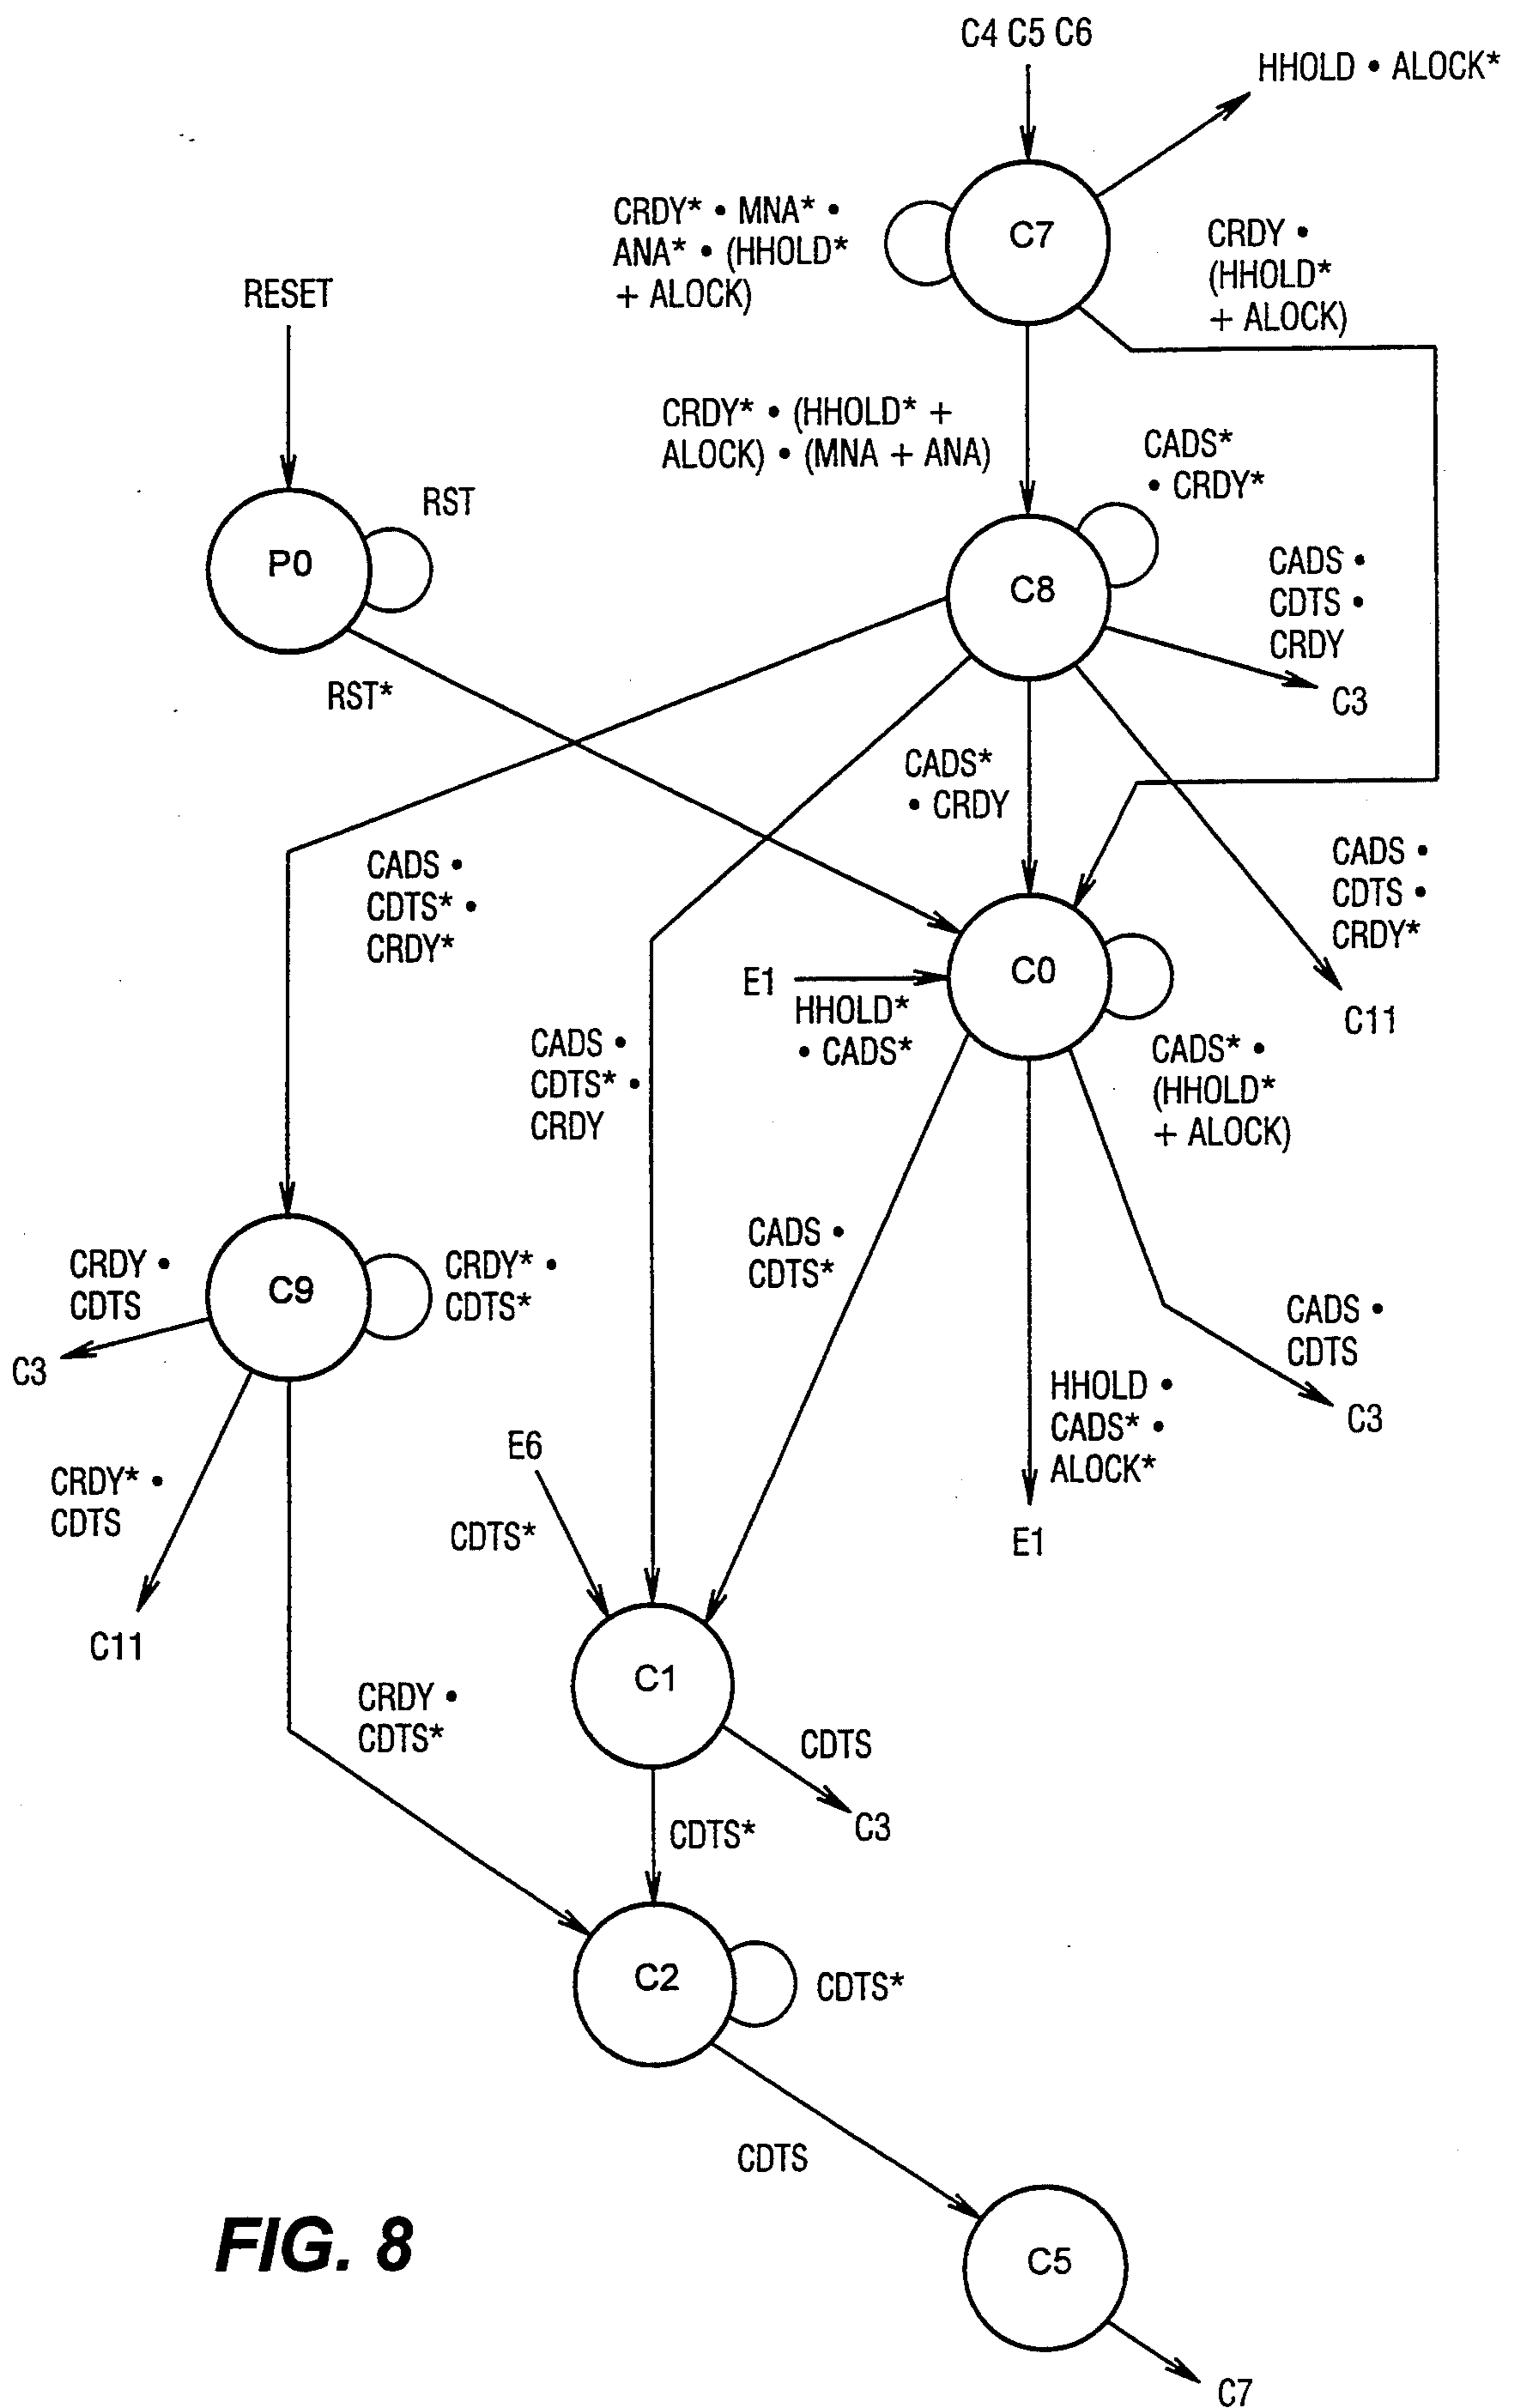 C4 C5 C6
HHOLD • ALOCK*
C7
CRDY* • MNA* •
ANA* • (HHOLD*
+ ALOCK)
CRDY •
(HHOLD*
+ ALOCK)
RESET
CRDY* • (HHOLD* +
ALOCK) • (MNA + ANA)
CADS*
• CRDY*
RST
P0
C8
CADS •
CDTS •
CRDY
C3
RST*
CADS*
• CRDY
CADS •
CDTS* •
CRDY*
CADS •
CDTS •
CRDY*
C11
E1
HHOLD*
• CADS*
C0
CADS •
CDTS* •
CRDY
CADS* •
(HHOLD*
+ ALOCK)
CADS •
CDTS*
CRDY •
CDTS
C3
C9
CRDY* •
CDTS*
CADS •
CDTS
C3
HHOLD •
CADS* •
ALOCK*
E1
E6
CDTS*
CRDY* •
CDTS
C11
C1
CRDY •
CDTS*
CDTS
C3
CDTS*
C2
CDTS*
CDTS
FIG. 8
C5
C7